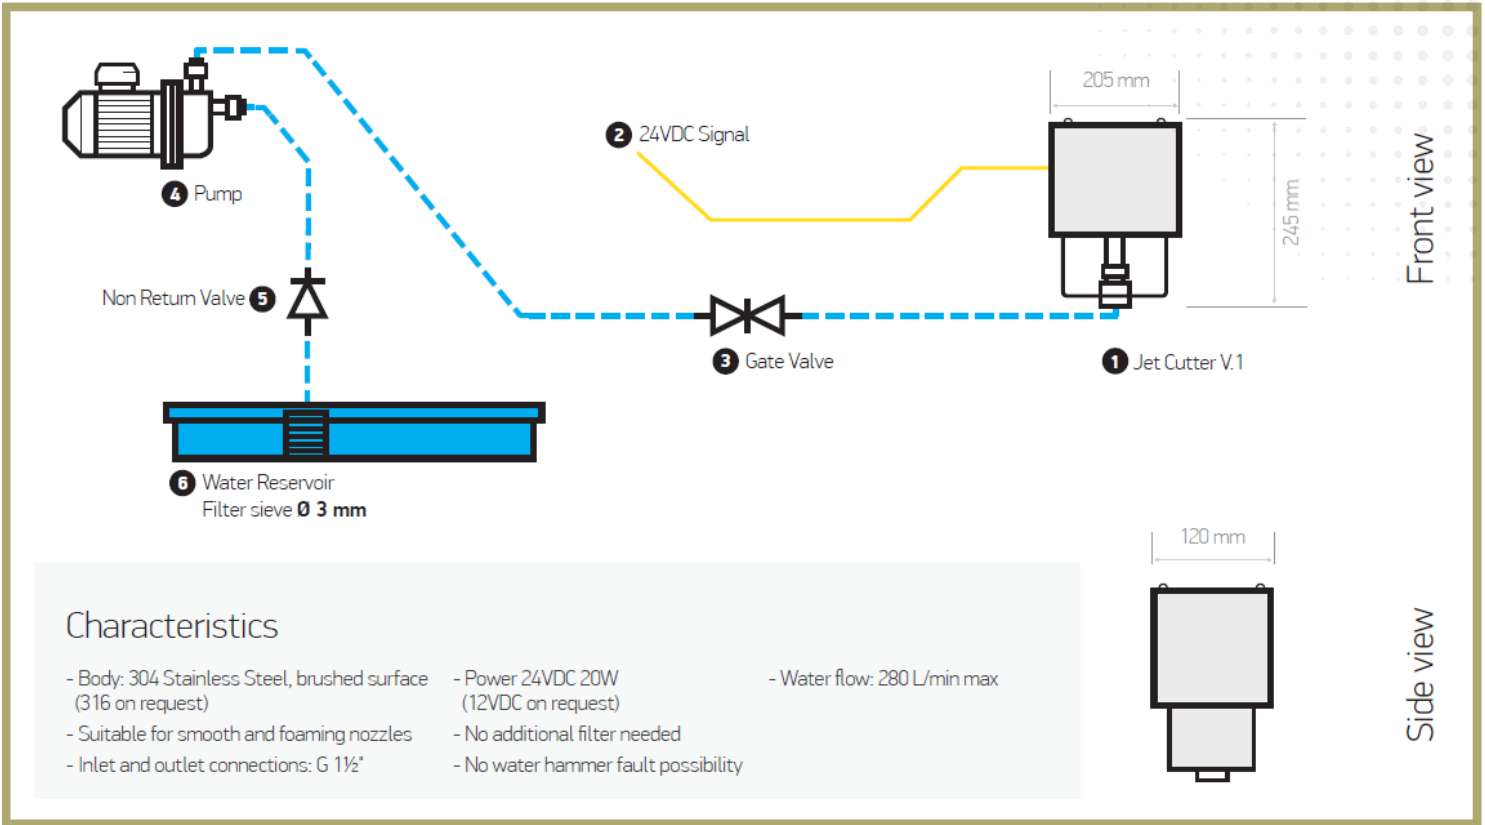 205 mm
2 24VDC Signal
245 mm
Front view
4 Pump
Non Return Valve 5
3 Gate Valve
1 Jet Cutter V.1
6 Water Reservoir
Filter sieve Ø 3 mm
120 mm
Side view
Characteristics
- Body: 304 Stainless Steel, brushed surface
(316 on request)
- Suitable for smooth and foaming nozzles
- Inlet and outlet connections: G 1½"
- Power 24VDC 20W
(12VDC on request)
- No additional filter needed
- No water hammer fault possibility
- Water flow: 280 L/min max